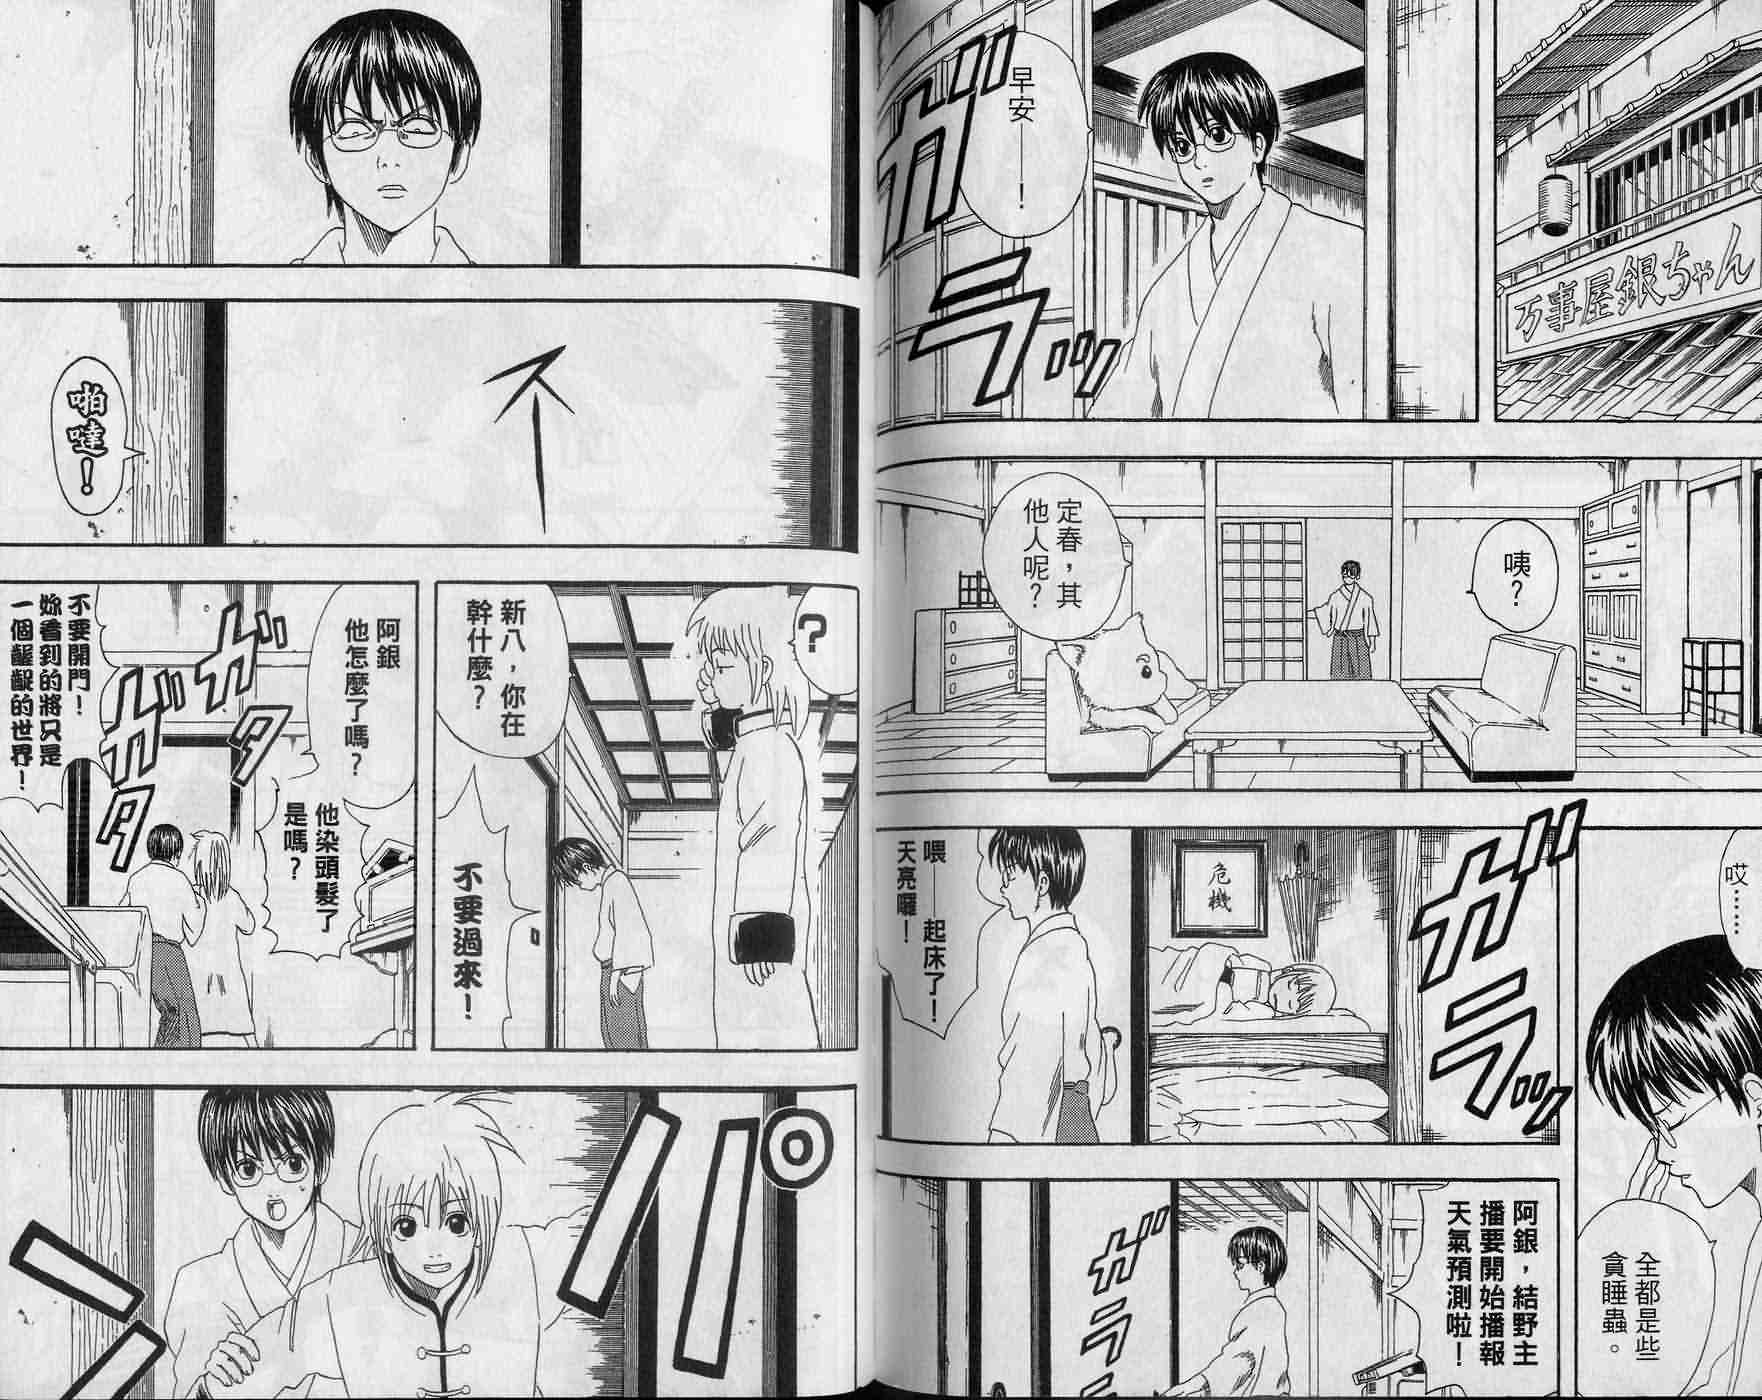 万事屋銀ちゃん
早安——！
ガラッ
咦？
定春，其
他人呢？
哎……
全都是些
貪睡蟲。
ガラッ
危機
喂——起床了！
天亮囉！
阿銀，結野主
播要開始播報
天氣預測啦！
ガラッ
啪噠！
？
新八，你在
幹什麼？
不要過來！
阿銀
他怎麼了嗎？
他染頭髮了
是嗎？
ガタ
ガタ
不要開門！
妳看到的將只是
一個齷齪的世界！
パン